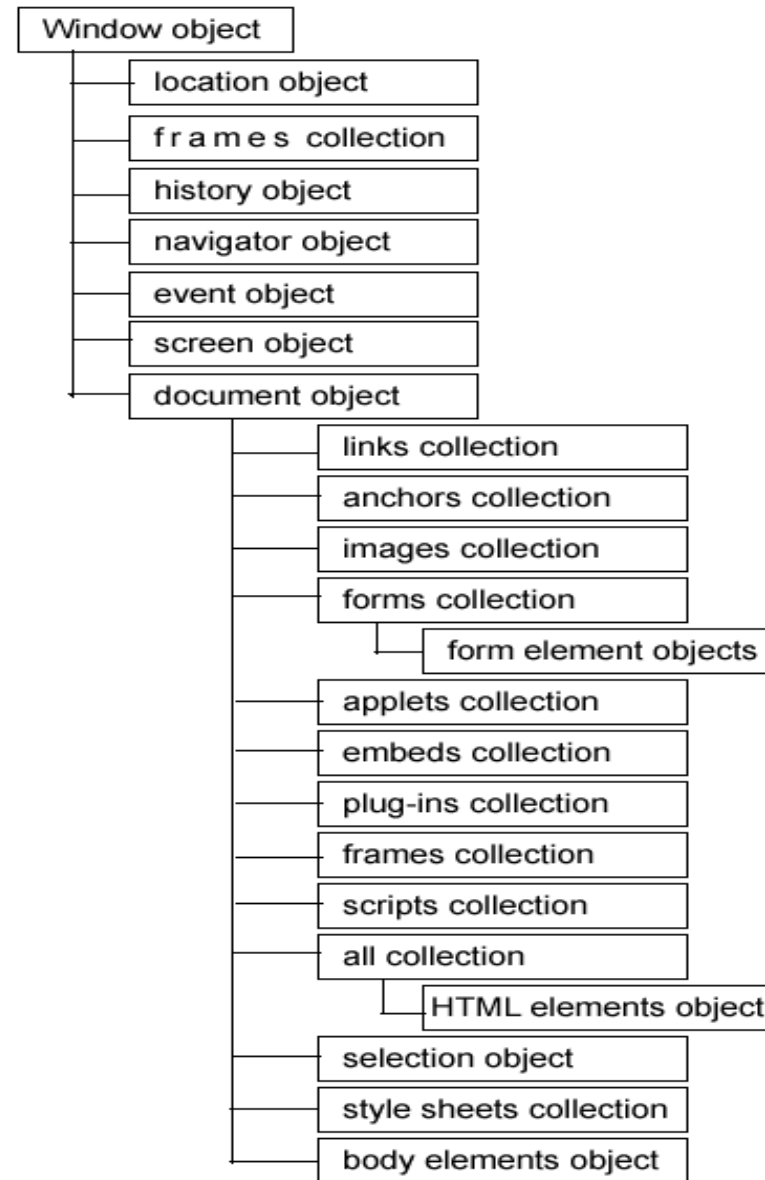 Window object
location object
frames collection
history object
navigator object
event object
screen object
document object
links collection
anchors collection
images collection
forms collection
form element objects
applets collection
embeds collection
plug-ins collection
frames collection
scripts collection
all collection
HTML elements object
selection object
style sheets collection
body elements object